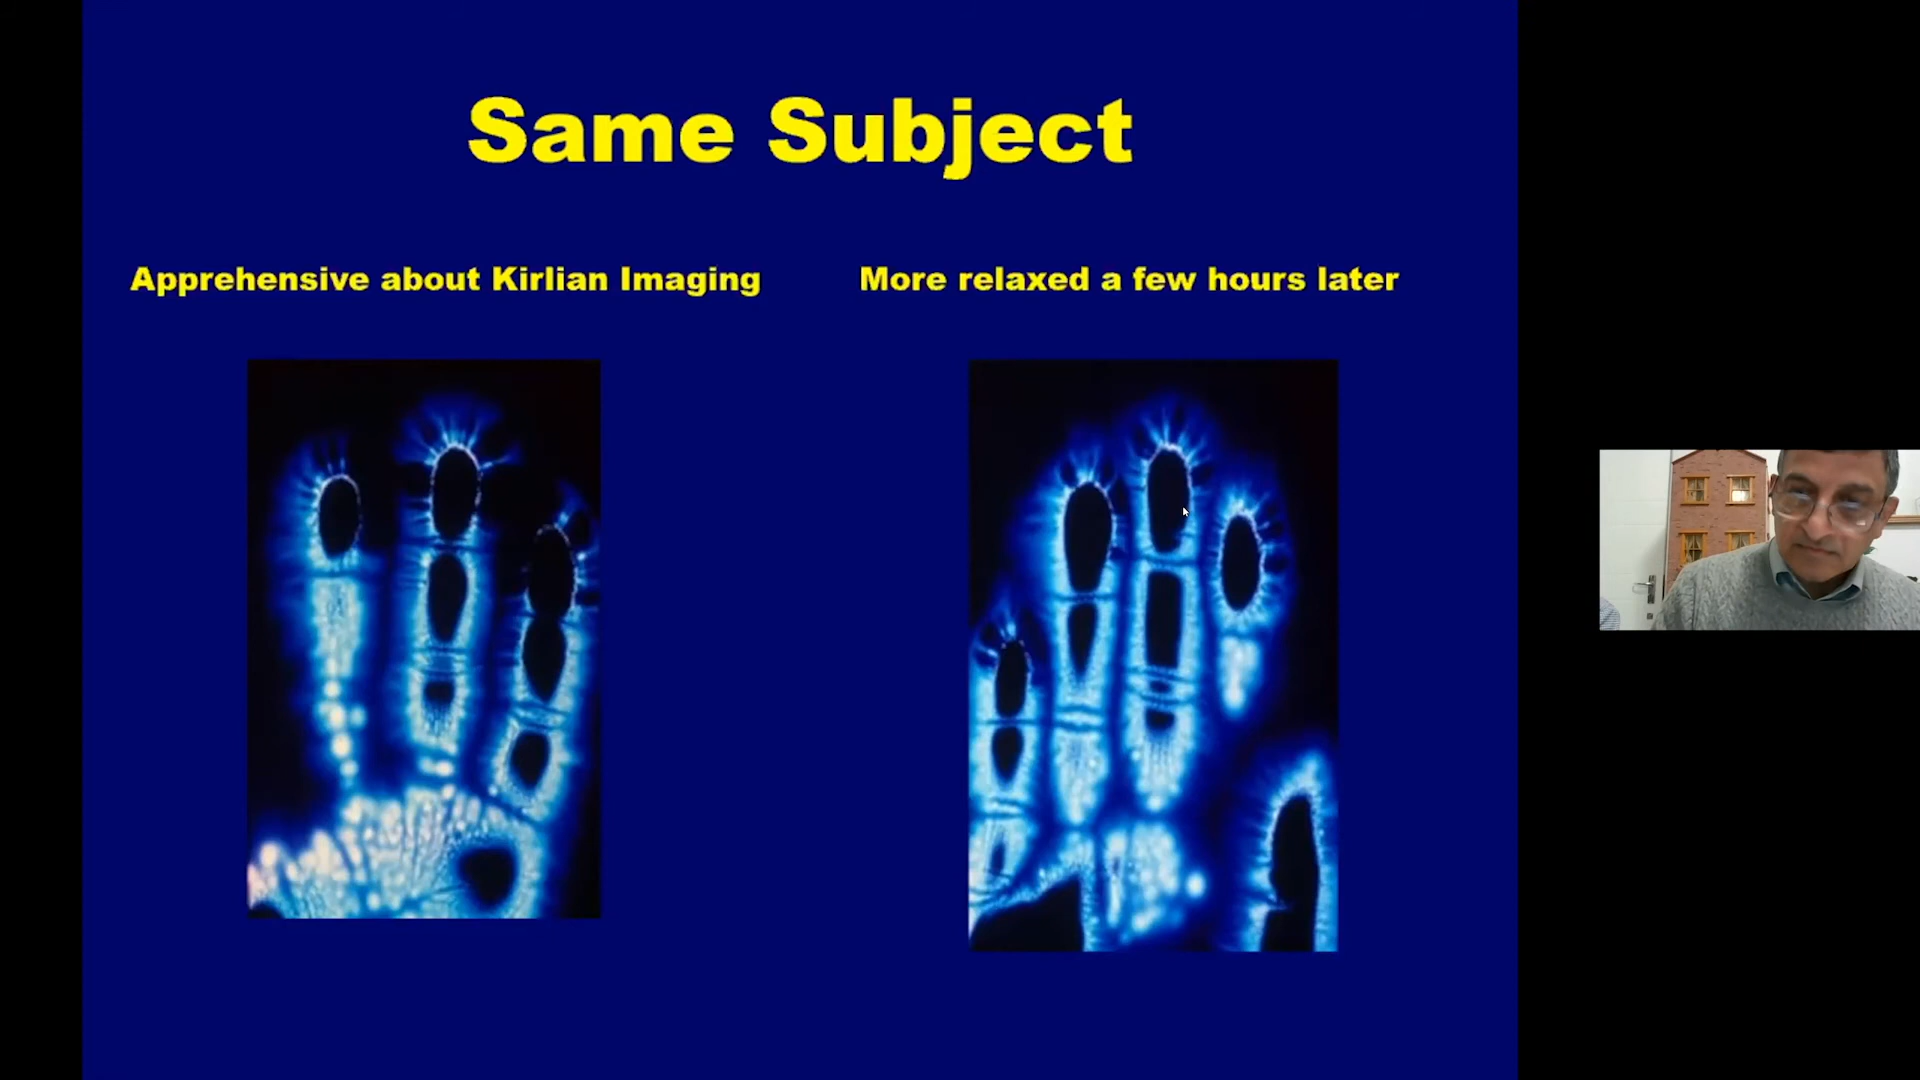 Same Subject
Apprehensive about Kirlian Imaging
More relaxed a few hours later